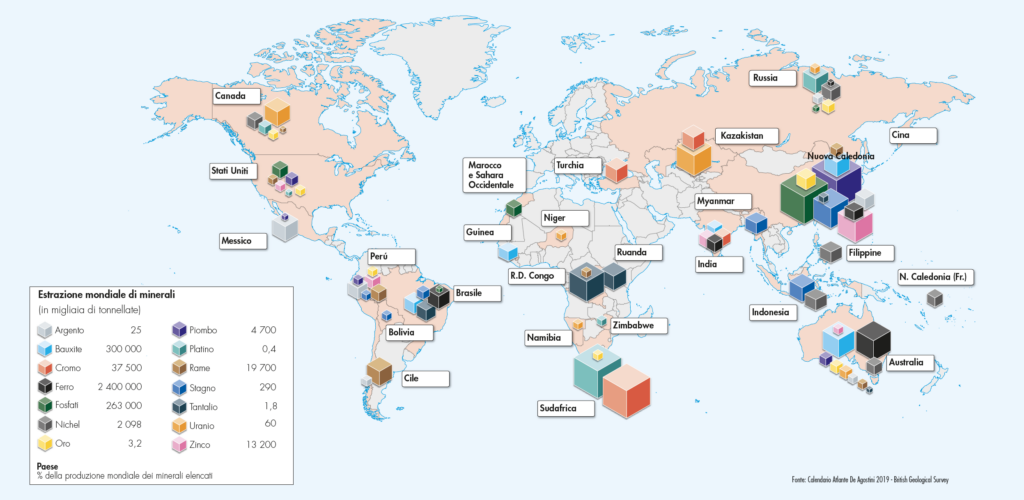 Canada
Stati Uniti
Messico
Perú
Brasile
Bolivia
Cile
Marocco
e Sahara
Occidentale
Guinea
Niger
Turchia
R.D. Congo
Ruanda
Namibia
Zimbabwe
Sudafrica
Russia
Kazakistan
Cina
Nuova Caledonia
Myanmar
India
Filippine
Indonesia
N. Caledonia (Fr.)
Australia
Estrazione mondiale di minerali
(in migliaia di tonnellate)
Argento 25
Bauxite 300 000
Cromo 37 500
Ferro 2 400 000
Fosfati 263 000
Nichel 2 098
Oro 3,2
Piombo 4 700
Platino 0,4
Rame 19 700
Stagno 290
Tantalio 1,8
Uranio 60
Zinco 13 200
Paese
% della produzione mondiale dei minerali elencati
Fonte: Calendario Atlante De Agostini 2019 - British Geological Survey